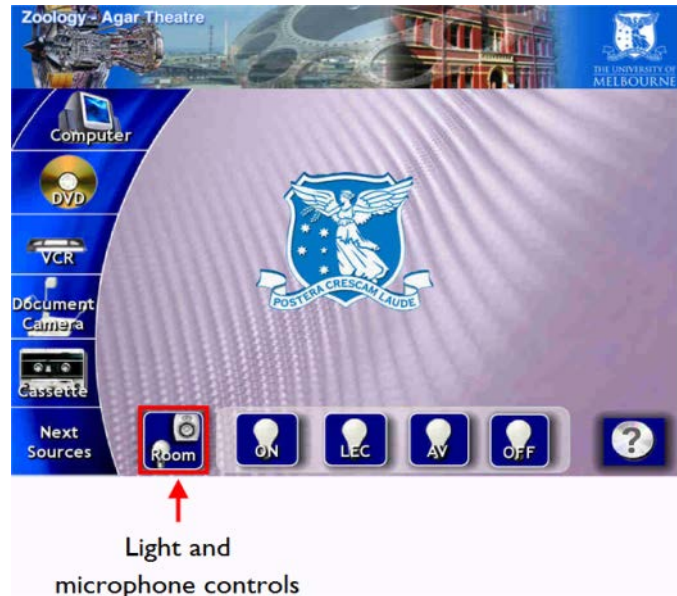 Zoology - Agar Theatre
THE UNIVERSITY OF
MELBOURNE
Computer
DVD
VCR
Document
Camera
Cassette
Next
Sources
POSTERA CRESCAM LAUDE
Room
ON
LEC
AV
OFF
?
Light and
microphone controls